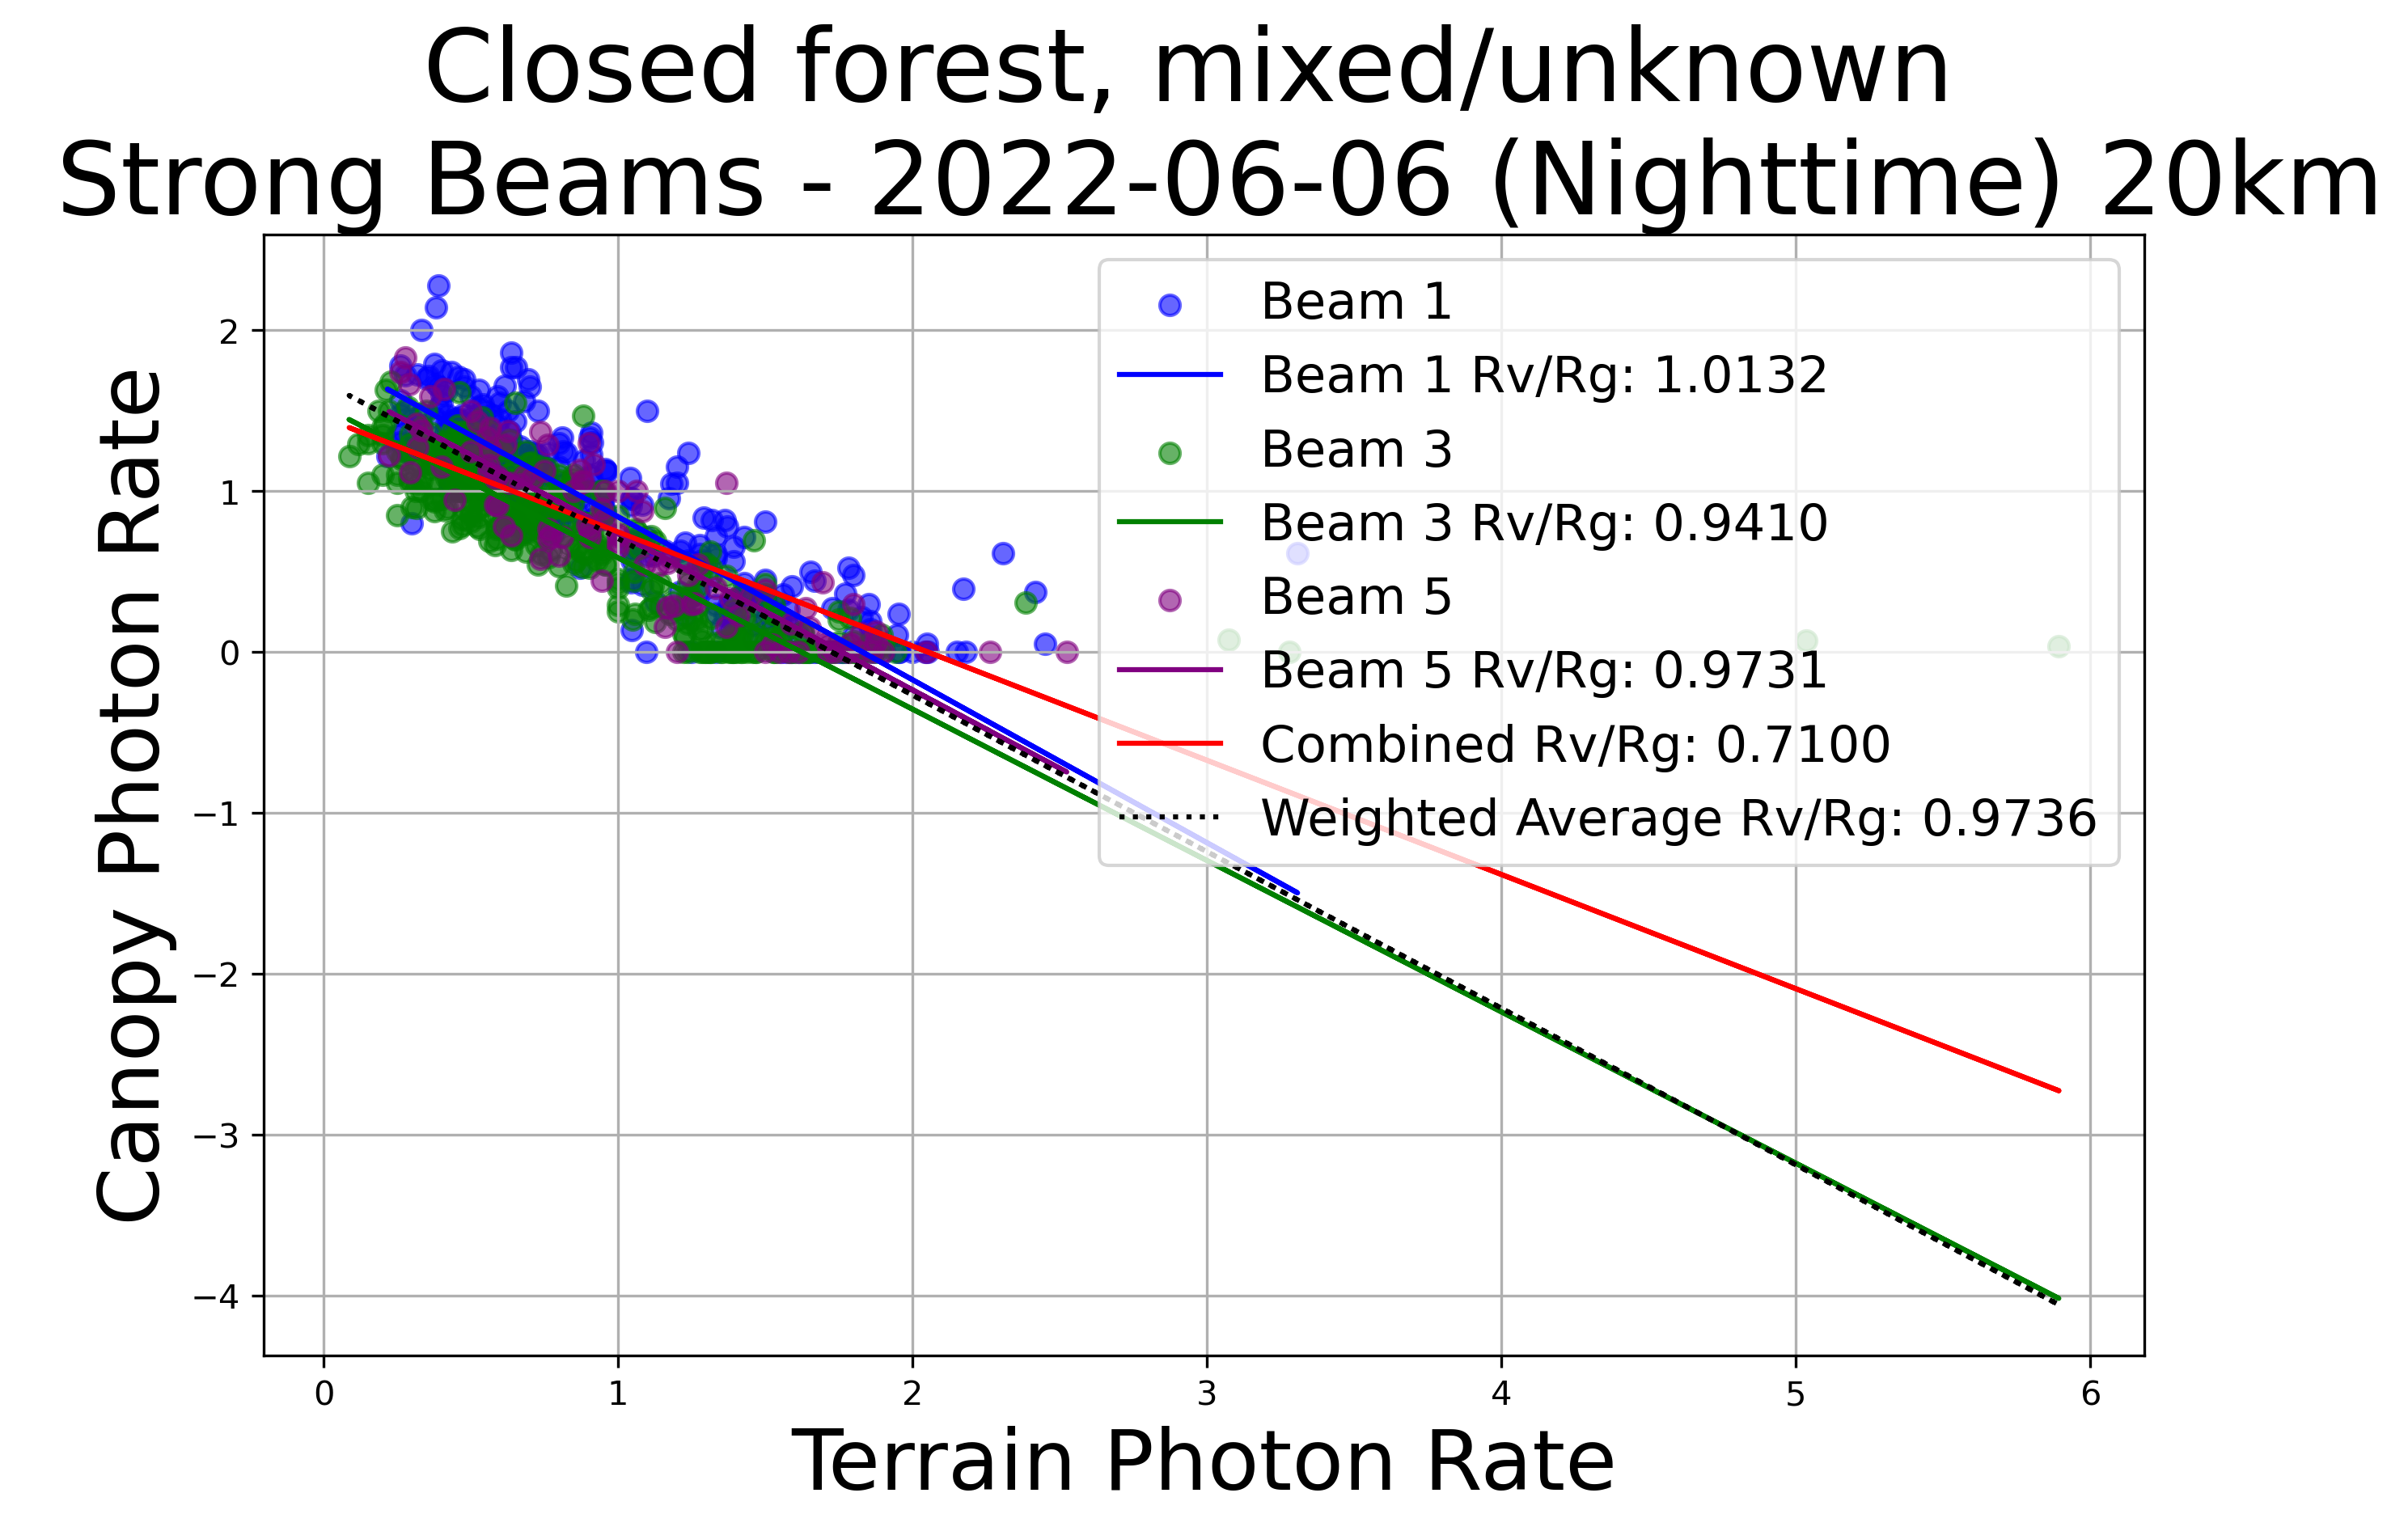 Closed forest, mixed/unknown
Strong Beams - 2022-06-06 (Nighttime) 20km
Canopy Photon Rate
2
1
0
−1
−2
−3
−4
Beam 1
Beam 1 Rv/Rg: 1.0132
Beam 3
Beam 3 Rv/Rg: 0.9410
Beam 5
Beam 5 Rv/Rg: 0.9731
Combined Rv/Rg: 0.7100
Weighted Average Rv/Rg: 0.9736
0 1 2 3 4 5 6
Terrain Photon Rate